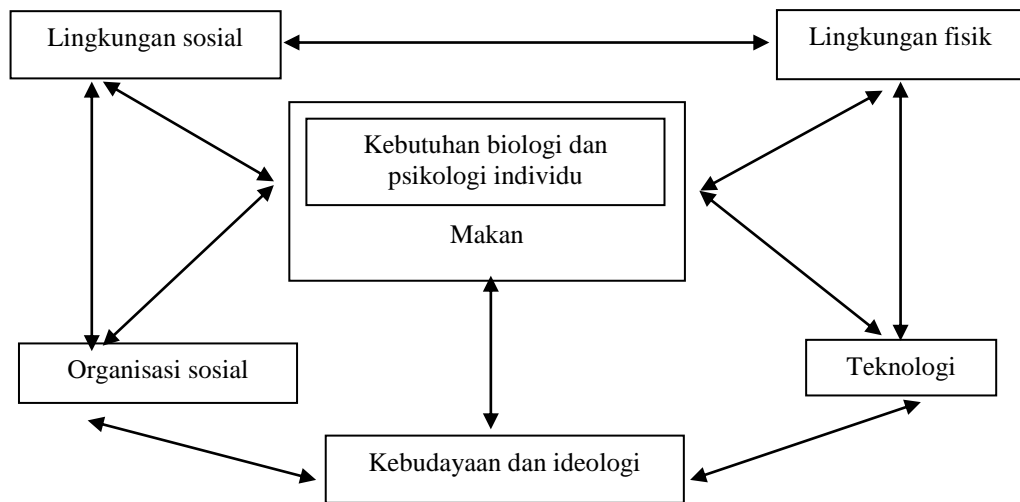 Lingkungan sosial
Lingkungan fisik
Kebutuhan biologi dan
psikologi individu
Makan
Organisasi sosial
Teknologi
Kebudayaan dan ideologi